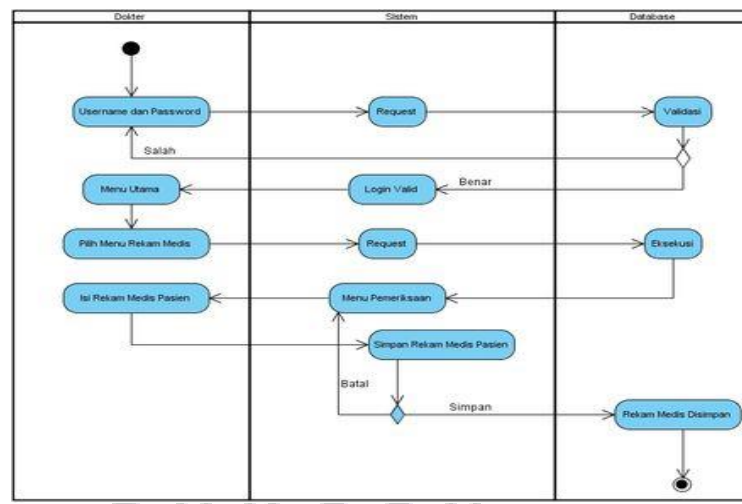 Dokter Sistem Database
Username dan Password Request Validasi
Salah
Benar
Menu Utama Login Valid
Pilih Menu Rekam Medis Request Eksekusi
Isi Rekam Medis Pasien Menu Pemeriksaan
Simpan Rekam Medis Pasien
Batal
Simpan
Rekam Medis Disimpan